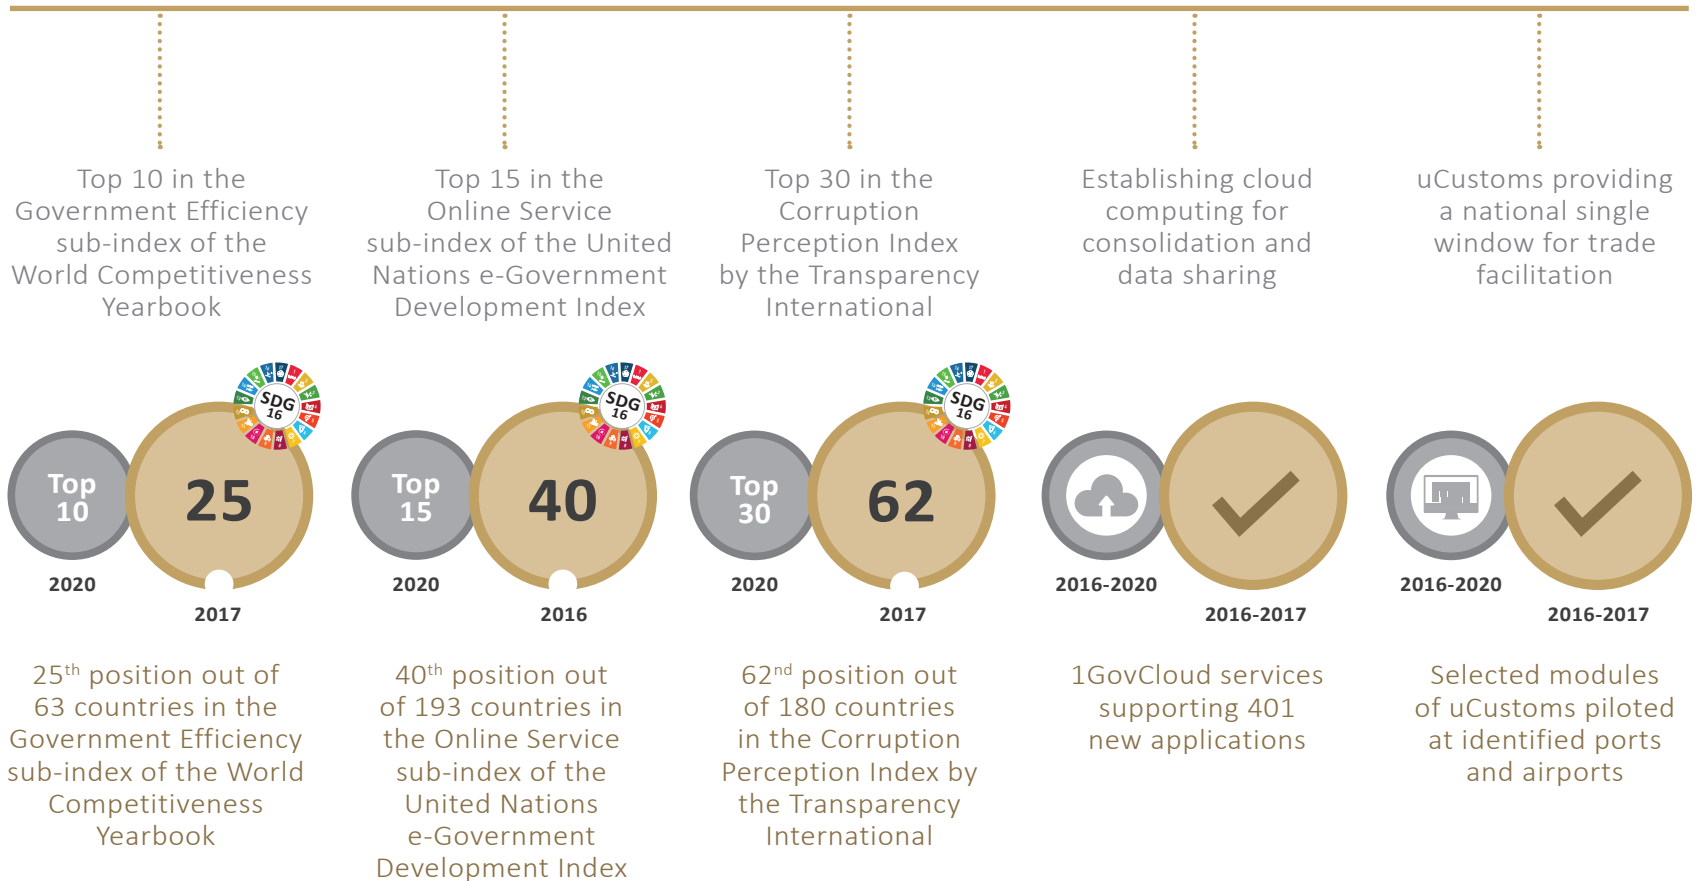 Top 10 in the
Government Efficiency
sub-index of the
World Competitiveness
Yearbook
Top 15 in the
Online Service
sub-index of the United
Nations e-Government
Development Index
Top 30 in the
Corruption
Perception Index
by the Transparency
International
Establishing cloud
computing for
consolidation and
data sharing
uCustoms providing
a national single
window for trade
facilitation
SDG
16
Top
10
25
2020
2017
SDG
16
Top
15
40
2020
2016
SDG
16
Top
30
62
2020
2017
2016-2020
2016-2017
2016-2020
2016-2017
25th position out of
63 countries in the
Government Efficiency
sub-index of the World
Competitiveness
Yearbook
40th position out
of 193 countries in
the Online Service
sub-index of the
United Nations
e-Government
Development Index
62nd position out
of 180 countries
in the Corruption
Perception Index by
the Transparency
International
1GovCloud services
supporting 401
new applications
Selected modules
of uCustoms piloted
at identified ports
and airports